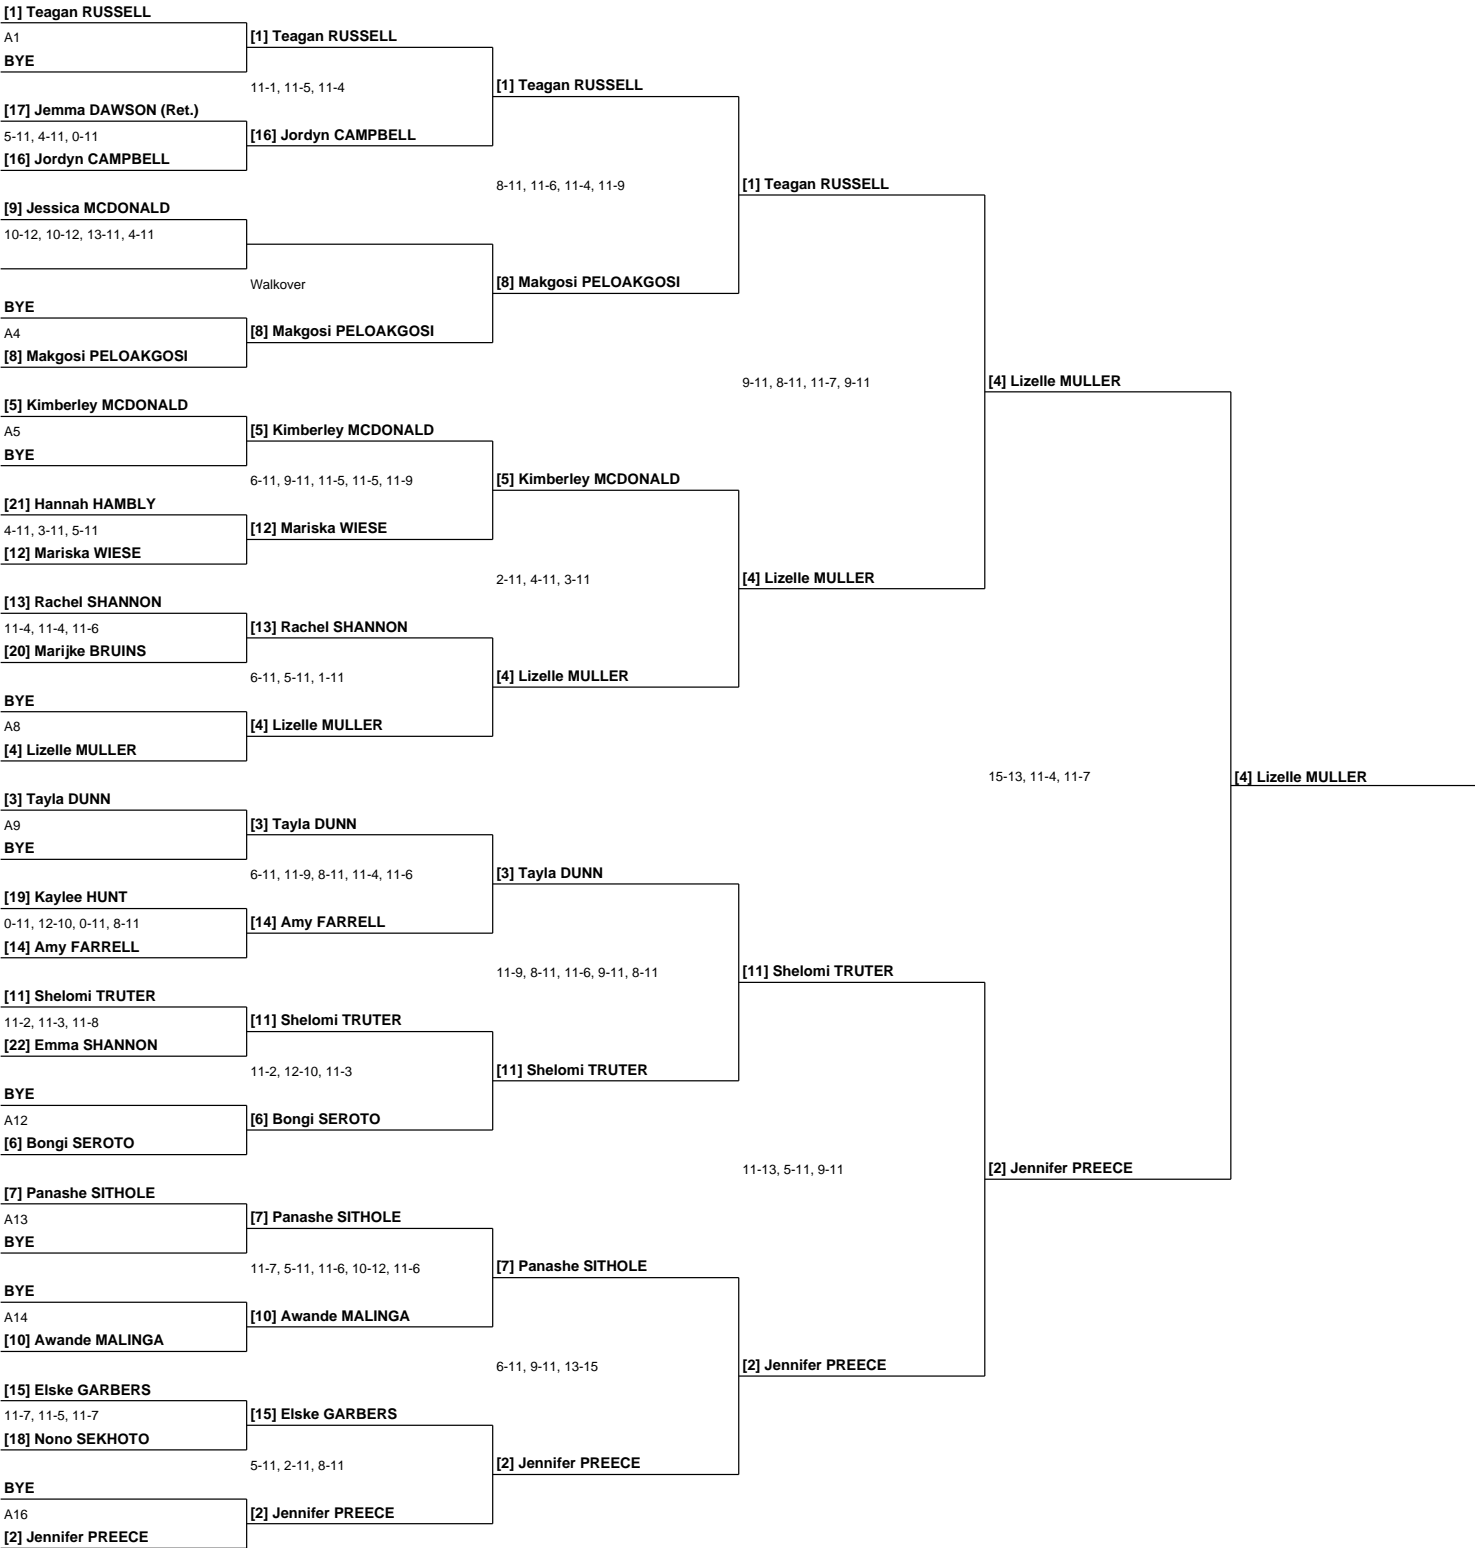 [1] Teagan RUSSELL
A1
BYE
[17] Jemma DAWSON (Ret.)
5-11, 4-11, 0-11
[16] Jordyn CAMPBELL
[9] Jessica MCDONALD
10-12, 10-12, 13-11, 4-11
BYE
A4
[8] Makgosi PELOAKGOSI
[5] Kimberley MCDONALD
A5
BYE
[21] Hannah HAMBLY
4-11, 3-11, 5-11
[12] Mariska WIESE
[13] Rachel SHANNON
11-4, 11-4, 11-6
[20] Marijke BRUINS
BYE
A8
[4] Lizelle MULLER
[3] Tayla DUNN
A9
BYE
[19] Kaylee HUNT
0-11, 12-10, 0-11, 8-11
[14] Amy FARRELL
[11] Shelomi TRUTER
11-2, 11-3, 11-8
[22] Emma SHANNON
BYE
A12
[6] Bongi SEROTO
[7] Panashe SITHOLE
A13
BYE
BYE
A14
[10] Awande MALINGA
[15] Elske GARBERS
11-7, 11-5, 11-7
[18] Nono SEKHOTO
BYE
A16
[2] Jennifer PREECE
[1] Teagan RUSSELL
11-1, 11-5, 11-4
[16] Jordyn CAMPBELL
Walkover
[8] Makgosi PELOAKGOSI
[5] Kimberley MCDONALD
6-11, 9-11, 11-5, 11-5, 11-9
[12] Mariska WIESE
[13] Rachel SHANNON
6-11, 5-11, 1-11
[4] Lizelle MULLER
[3] Tayla DUNN
6-11, 11-9, 8-11, 11-4, 11-6
[14] Amy FARRELL
[11] Shelomi TRUTER
11-2, 12-10, 11-3
[6] Bongi SEROTO
[7] Panashe SITHOLE
11-7, 5-11, 11-6, 10-12, 11-6
[10] Awande MALINGA
[15] Elske GARBERS
5-11, 2-11, 8-11
[2] Jennifer PREECE
[1] Teagan RUSSELL
8-11, 11-6, 11-4, 11-9
[8] Makgosi PELOAKGOSI
[5] Kimberley MCDONALD
2-11, 4-11, 3-11
[4] Lizelle MULLER
[3] Tayla DUNN
11-9, 8-11, 11-6, 9-11, 8-11
[11] Shelomi TRUTER
[7] Panashe SITHOLE
6-11, 9-11, 13-15
[2] Jennifer PREECE
[1] Teagan RUSSELL
9-11, 8-11, 11-7, 9-11
[4] Lizelle MULLER
[11] Shelomi TRUTER
11-13, 5-11, 9-11
[2] Jennifer PREECE
[4] Lizelle MULLER
15-13, 11-4, 11-7
[2] Jennifer PREECE
[4] Lizelle MULLER